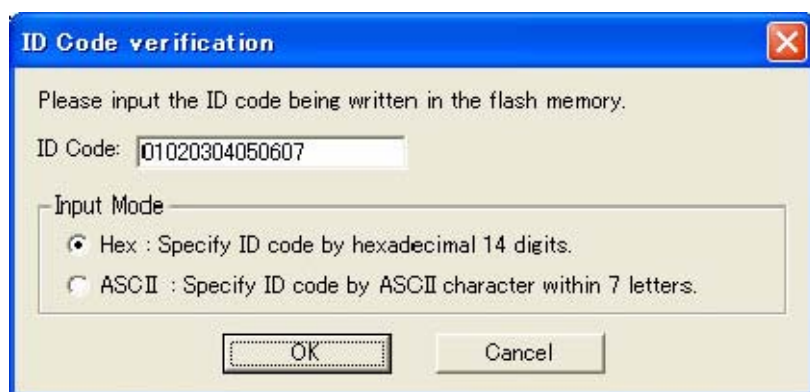 ID Code verification
Please input the ID code being written in the flash memory.
ID Code: 01020304050607
Input Mode
Hex : Specify ID code by hexadecimal 14 digits.
ASCII : Specify ID code by ASCII character within 7 letters.
OK Cancel